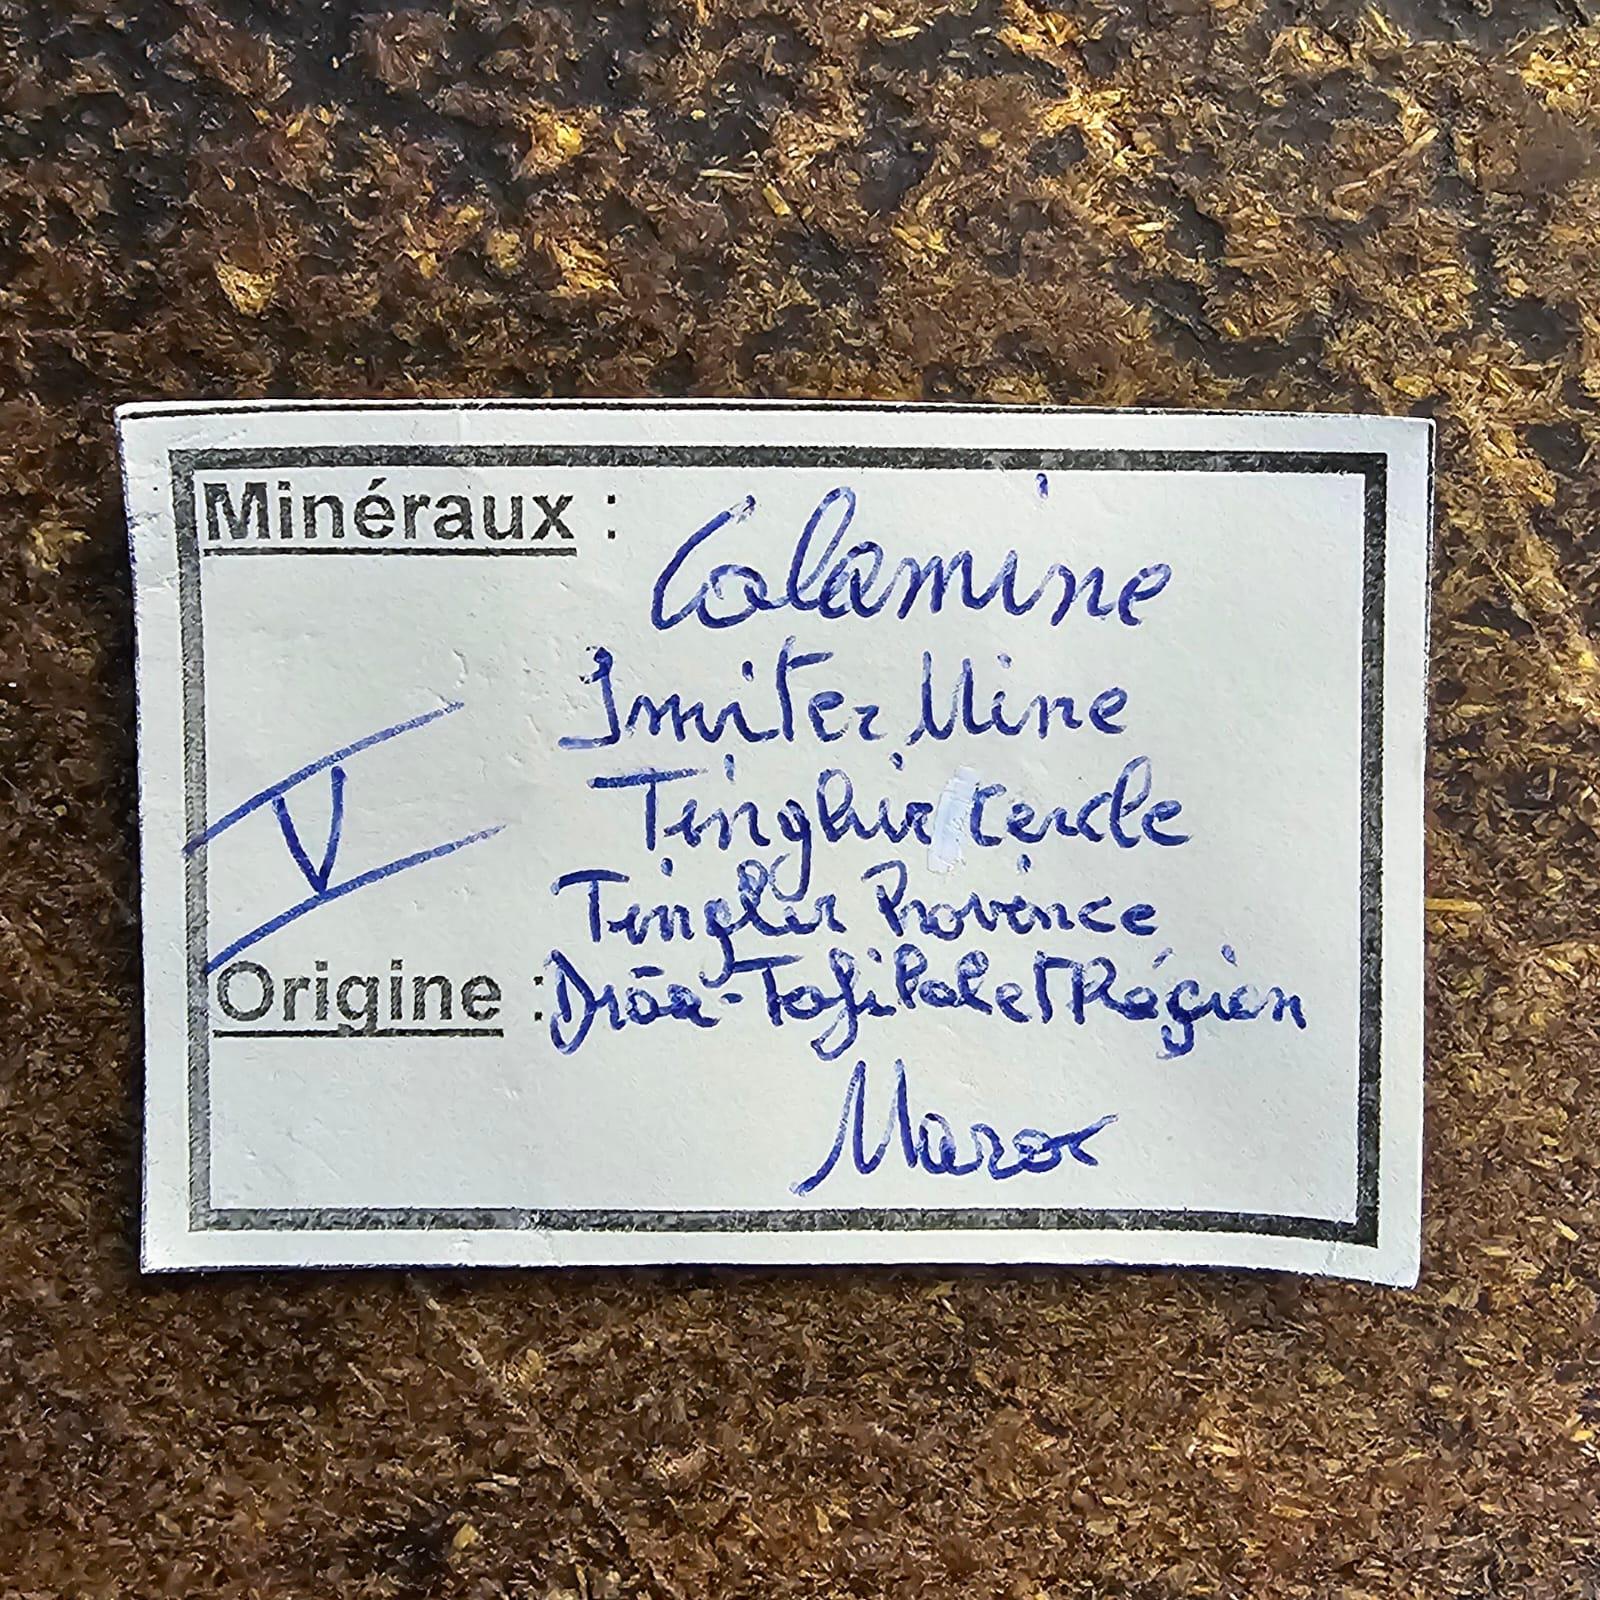 Minéraux : Calamine
Imiter Mine
Tinghir Cercle
V
Tinghir Province
Origine : Drâa-Tafilalet Région
Maroc